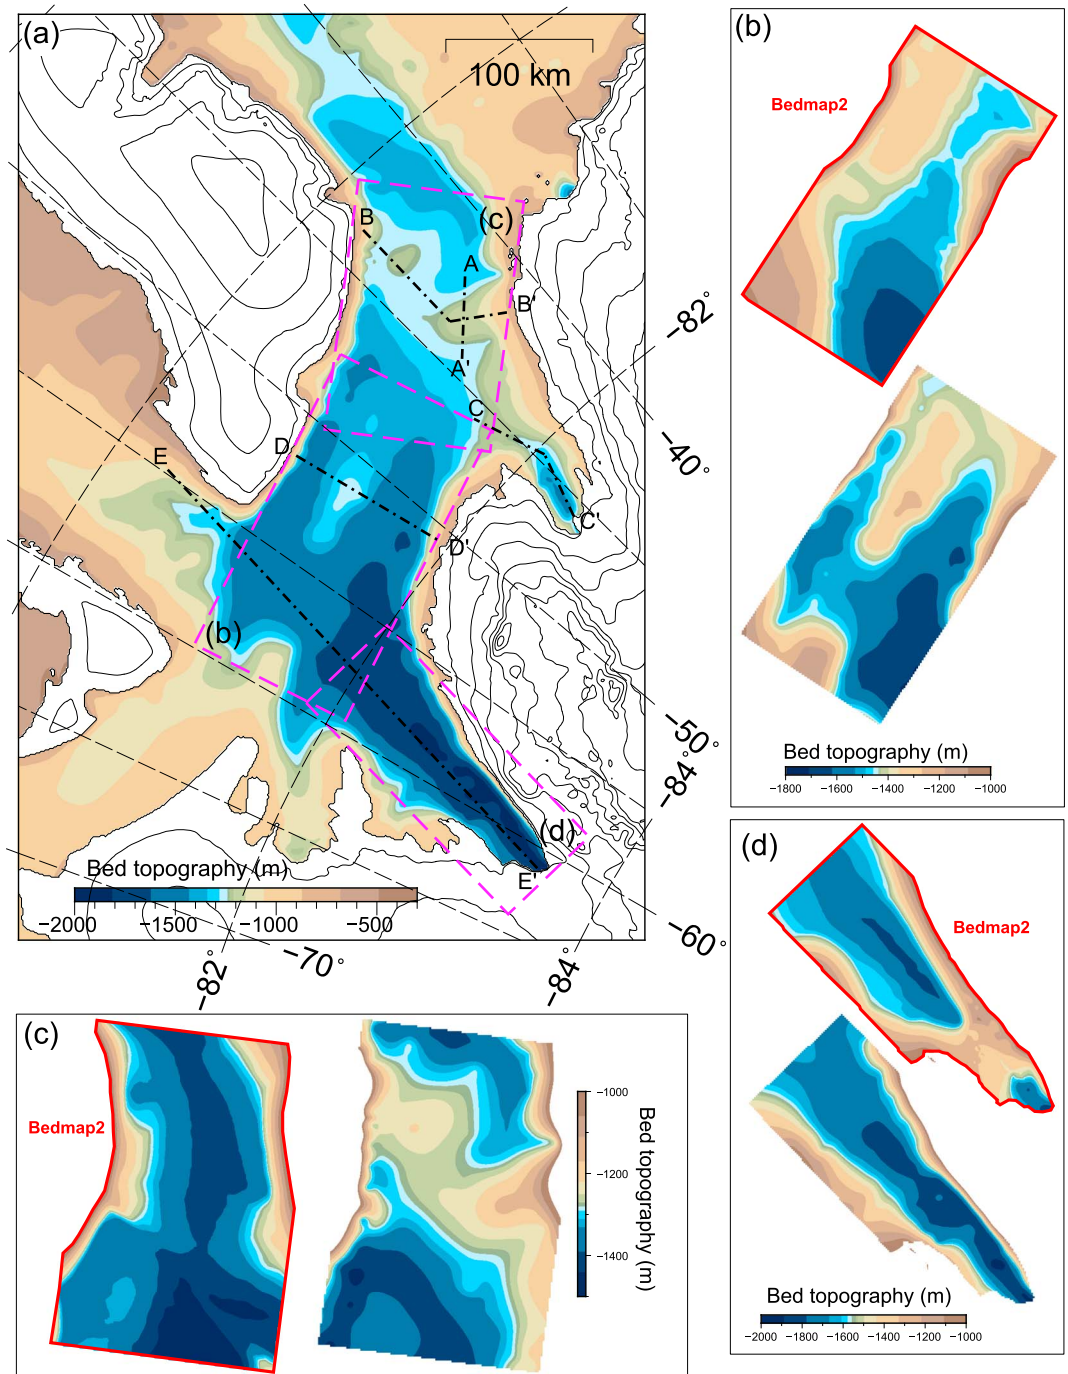 (a)
100 km
B
(c)
A
B'
A'
C
D
E
C'
D'
(b)
(d)
E'
Bed topography (m)
−2000 −1500 −1000 −500
−82°
−40°
−50°
−84°
−60°
−82°
−70°
−84°
(b)
Bedmap2
Bed topography (m)
−1800 −1600 −1400 −1200 −1000
(c)
Bedmap2
−1000
−1200
−1400
Bed topography (m)
(d)
Bedmap2
Bed topography (m)
−2000 −1800 −1600 −1400 −1200 −1000